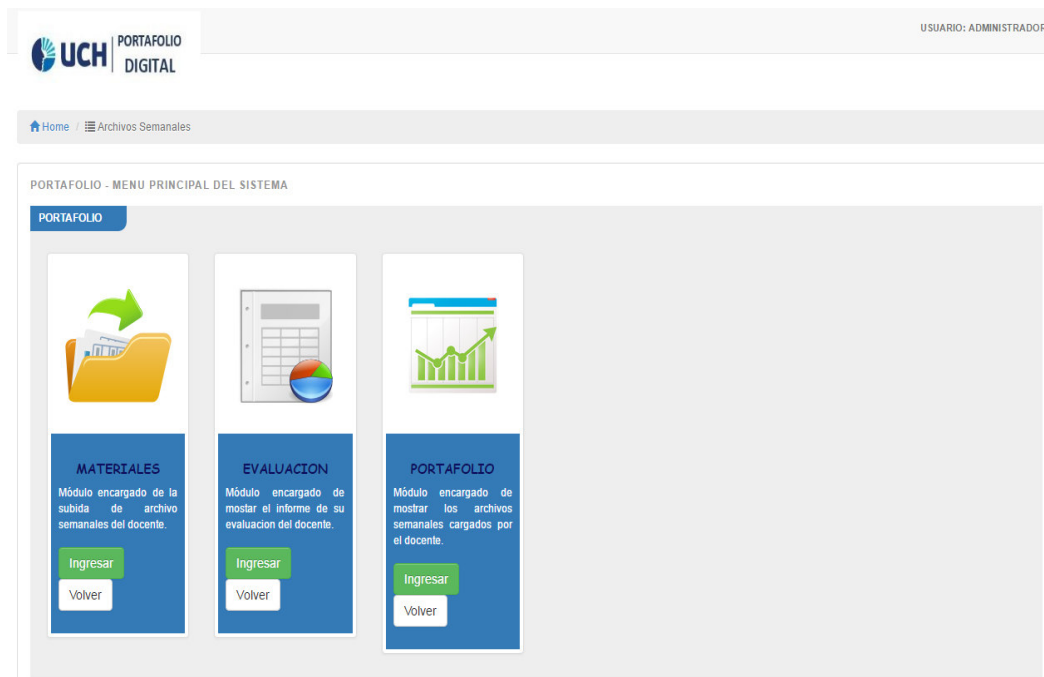 USUARIO: ADMINISTRADOR
UCH PORTAFOLIO
DIGITAL
Home / Archivos Semanales
PORTAFOLIO - MENU PRINCIPAL DEL SISTEMA
PORTAFOLIO
MATERIALES
Módulo encargado de la
subida de archivo
semanales del docente.
Ingresar
Volver
EVALUACION
Módulo encargado de
mostar el informe de su
evaluacion del docente.
Ingresar
Volver
PORTAFOLIO
Módulo encargado de
mostrar los archivos
semanales cargados por
el docente.
Ingresar
Volver